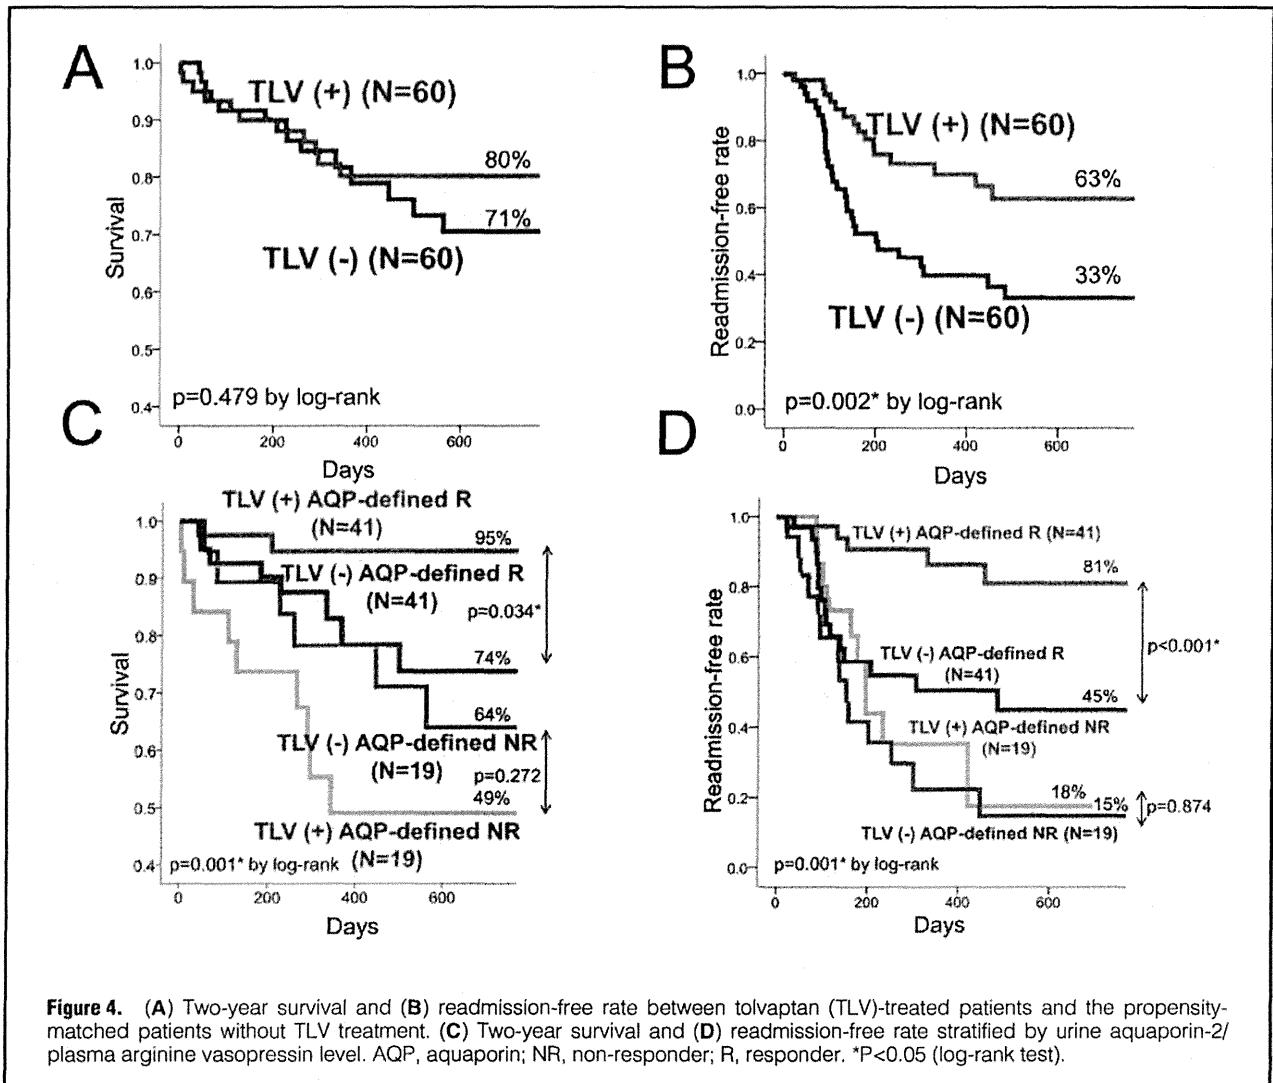 A
1.0
0.9
0.8
0.7
0.6
0.5
0.4
Survival
TLV (+) (N=60)
80%
71%
TLV (-) (N=60)
p=0.479 by log-rank
0
200
400
600
Days
B
1.0
0.8
0.6
0.4
0.2
0.0
Readmission-free rate
TLV (+) (N=60)
63%
33%
TLV (-) (N=60)
p=0.002* by log-rank
0
200
400
600
Days
C
1.0
0.9
0.8
0.7
0.6
0.5
0.4
Survival
TLV (+) AQP-defined R
(N=41)
95%
TLV (-) AQP-defined R
(N=41)
p=0.034*
74%
64%
TLV (-) AQP-defined NR
(N=19)
p=0.272
49%
TLV (+) AQP-defined NR
(N=19)
p=0.001* by log-rank
0
200
400
600
Days
D
1.0
0.8
0.6
0.4
0.2
0.0
Readmission-free rate
TLV (+) AQP-defined R (N=41)
81%
p<0.001*
TLV (-) AQP-defined R
(N=41)
45%
TLV (+) AQP-defined NR
(N=19)
18%
15%
p=0.874
TLV (-) AQP-defined NR (N=19)
p=0.001* by log-rank
0
200
400
600
Days
Figure 4. (A) Two-year survival and (B) readmission-free rate between tolvaptan (TLV)-treated patients and the propensity-
matched patients without TLV treatment. (C) Two-year survival and (D) readmission-free rate stratified by urine aquaporin-2/
plasma arginine vasopressin level. AQP, aquaporin; NR, non-responder; R, responder. *P<0.05 (log-rank test).